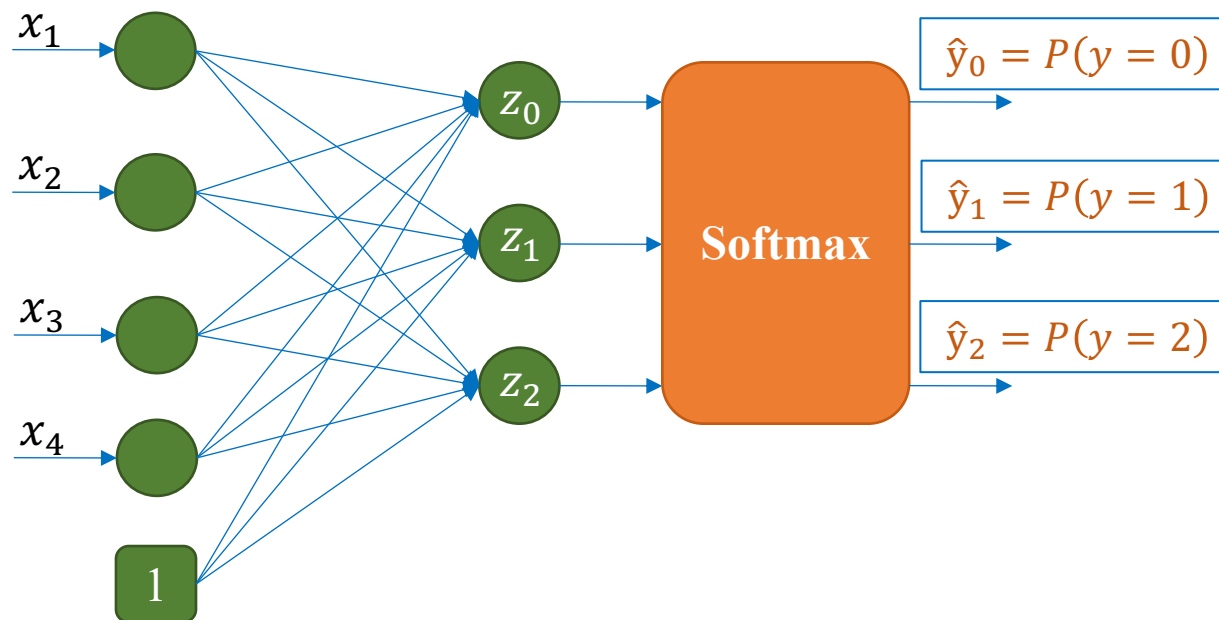 x₁
x₂
x₃
x₄
1
z₀
z₁
z₂
Softmax
ŷ₀ = P(y = 0)
ŷ₁ = P(y = 1)
ŷ₂ = P(y = 2)